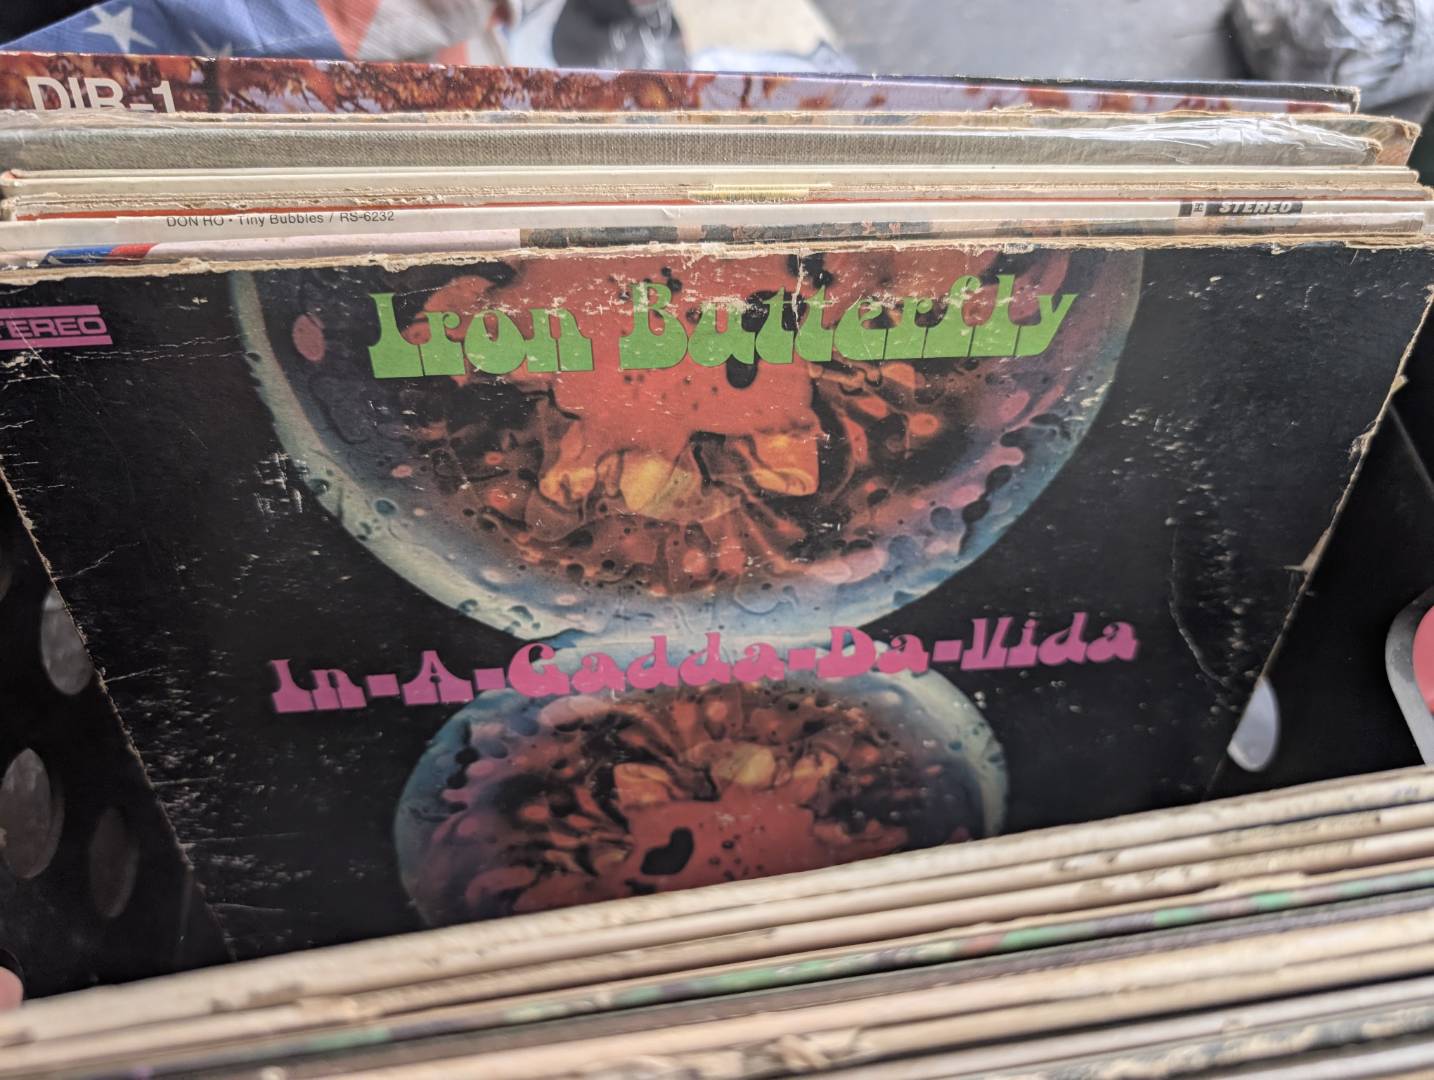 DIR-1
DON HO • Tiny Bubbles / RS-6232
STEREO
TEREO
Iron Butterfly
In-A-Gadda-Da-Vida